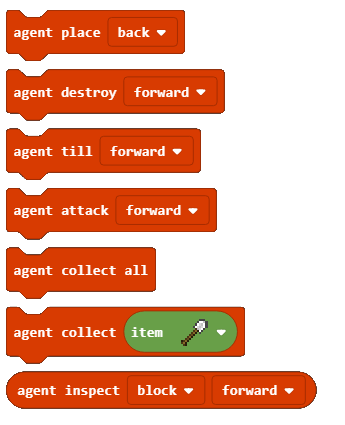 agent place back
agent destroy forward
agent till forward
agent attack forward
agent collect all
agent collect item
agent inspect block forward